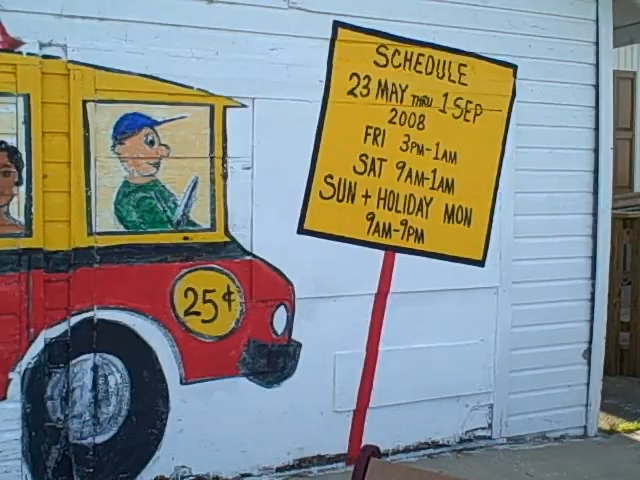 SCHEDULE
23 MAY THRU 1 SEP
2008
FRI 3PM-1AM
SAT 9AM-1AM
SUN + HOLIDAY MON
9AM-9PM
25¢